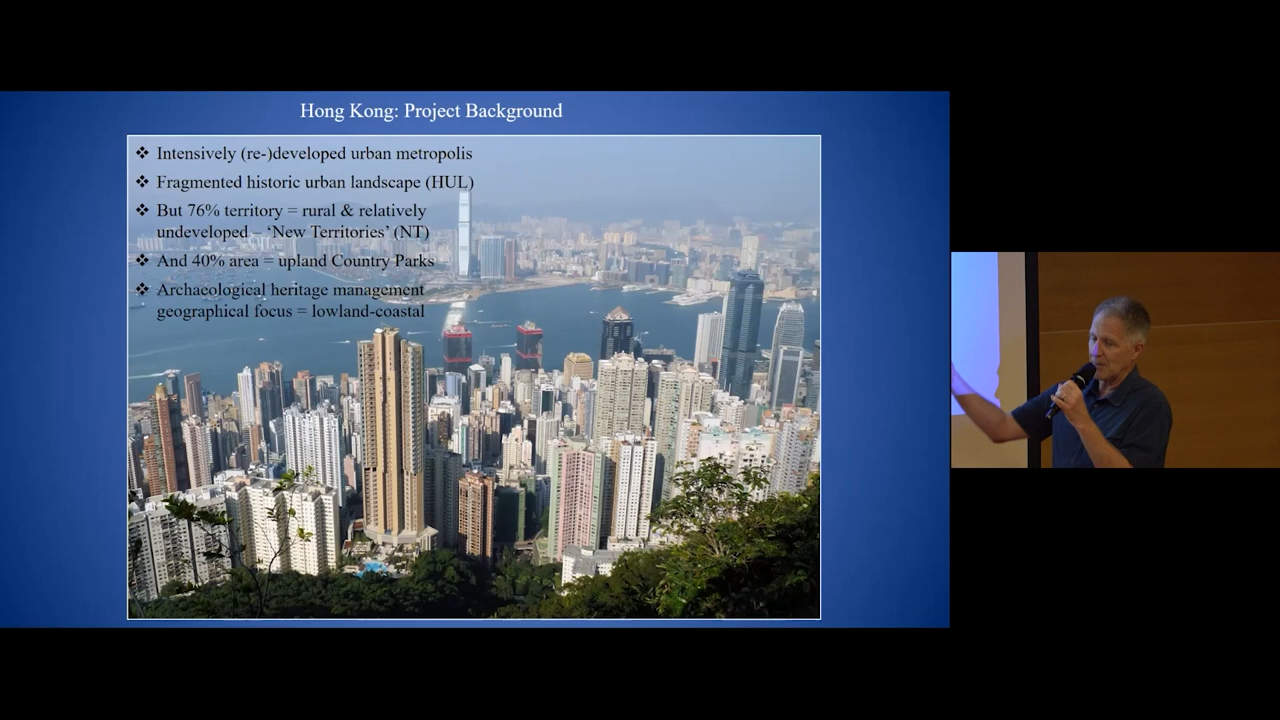 Hong Kong: Project Background
❖ Intensively (re-)developed urban metropolis
❖ Fragmented historic urban landscape (HUL)
❖ But 76% territory = rural & relatively
undeveloped – ‘New Territories’ (NT)
❖ And 40% area = upland Country Parks
❖ Archaeological heritage management
geographical focus = lowland-coastal